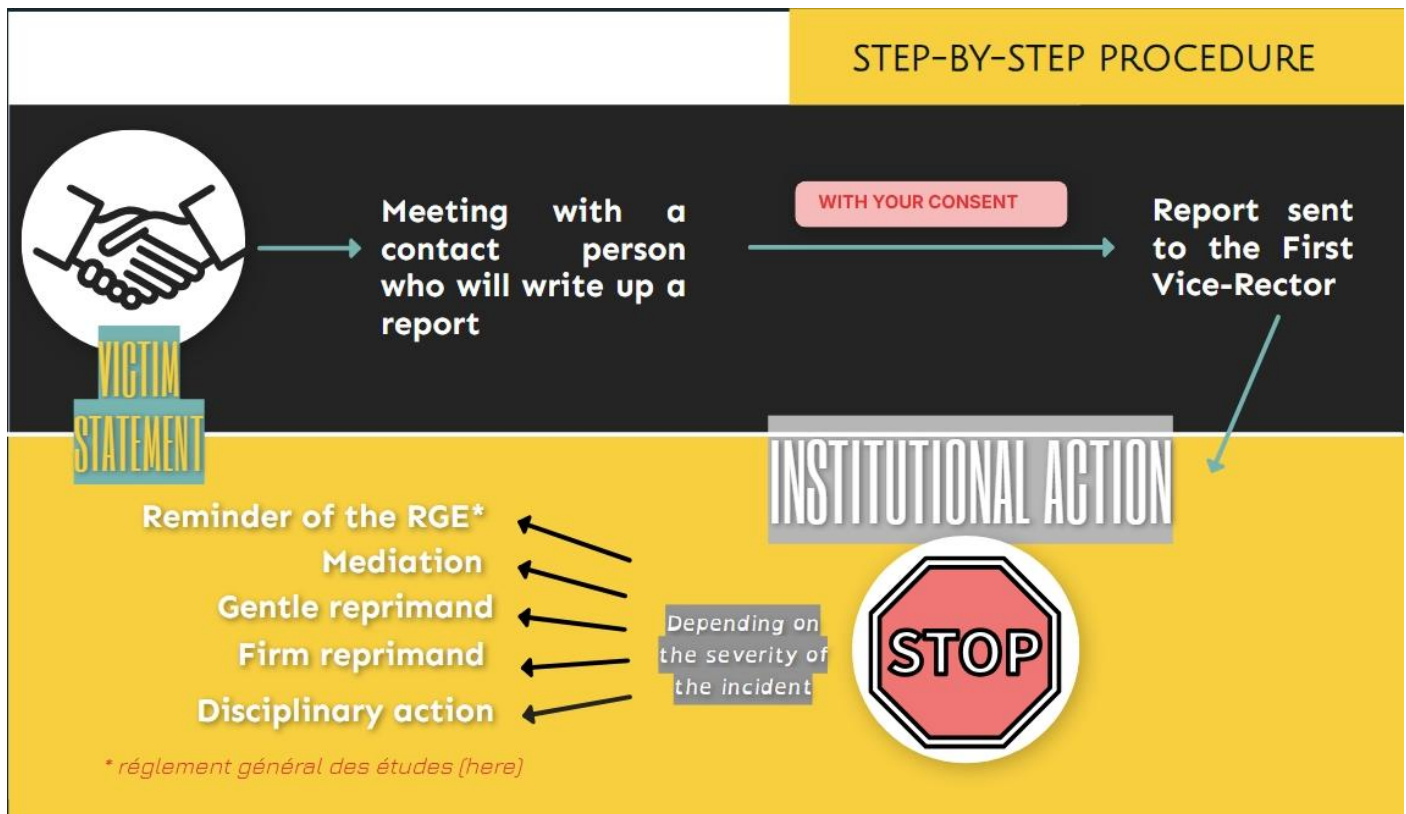 STEP-BY-STEP PROCEDURE
Meeting with a
contact person
who will write up a
report
WITH YOUR CONSENT
Report sent
to the First
Vice-Rector
VICTIM
STATEMENT
INSTITUTIONAL ACTION
STOP
Depending on
the severity of
the incident
Reminder of the RGE*
Mediation
Gentle reprimand
Firm reprimand
Disciplinary action
* réglement général des études (here)